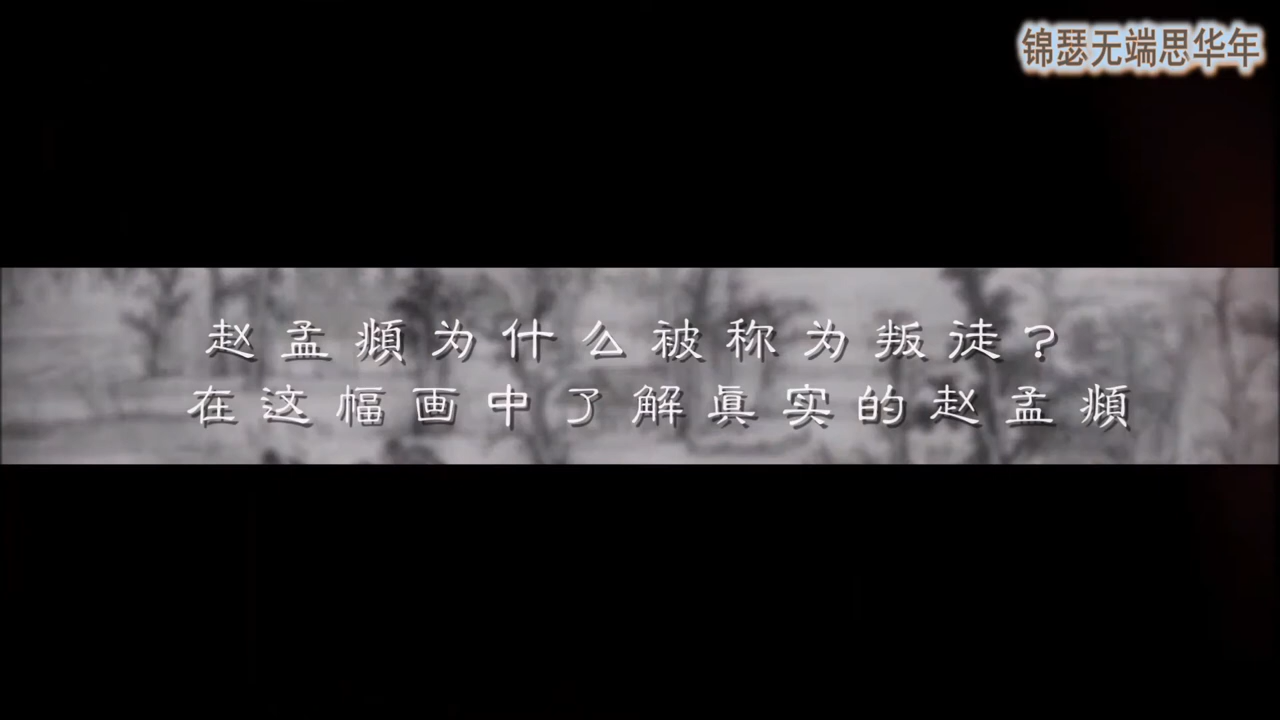 锦瑟无端思华年
赵孟頫为什么被称为叛徒？
在这幅画中了解眞实的赵孟頫